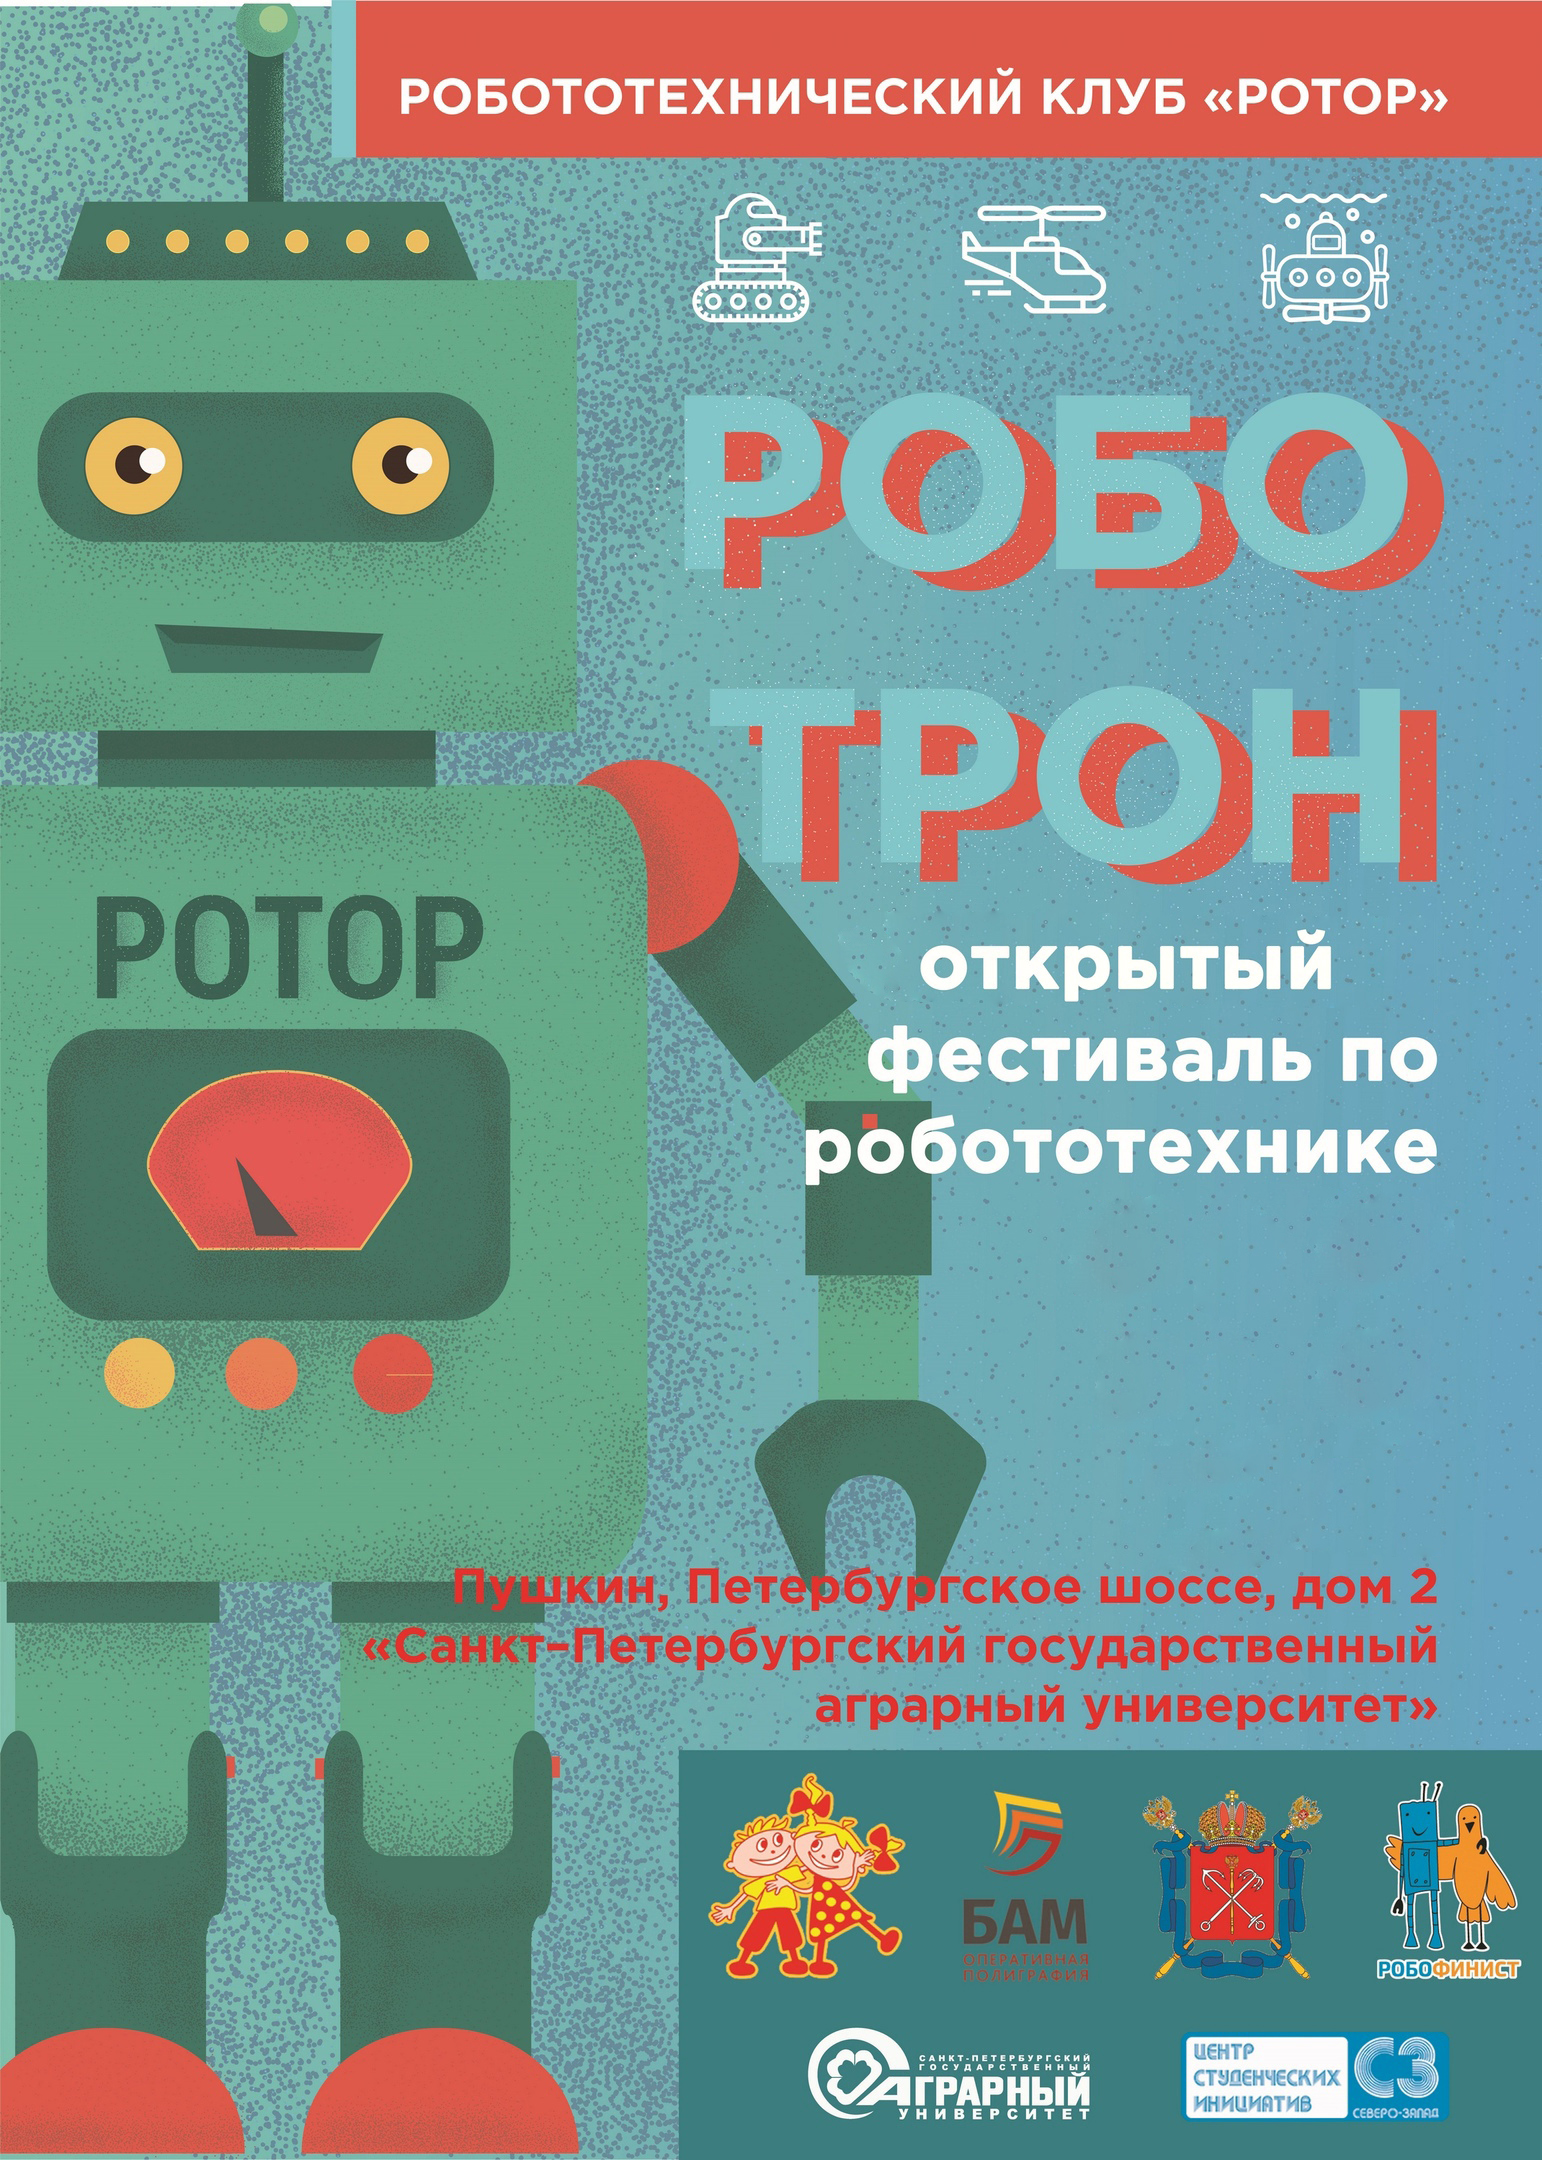 РОБОТОТЕХНИЧЕСКИЙ КЛУБ «РОТОР»
РОБО
ТРОН
РОТОР
открытый
фестиваль по
робототехнике
Пушкин, Петербургское шоссе, дом 2
«Санкт-Петербургский государственный
аграрный университет»
БАМ
ОПЕРАТИВНАЯ
ПОЛИГРАФИЯ
РОБОФИНИСТ
САНКТ-ПЕТЕРБУРГСКИЙ
ГОСУДАРСТВЕННЫЙ
АГРАРНЫЙ
УНИВЕРСИТЕТ
ЦЕНТР
СТУДЕНЧЕСКИХ
ИНИЦИАТИВ
СЗ
СЕВЕРО-ЗАПАД